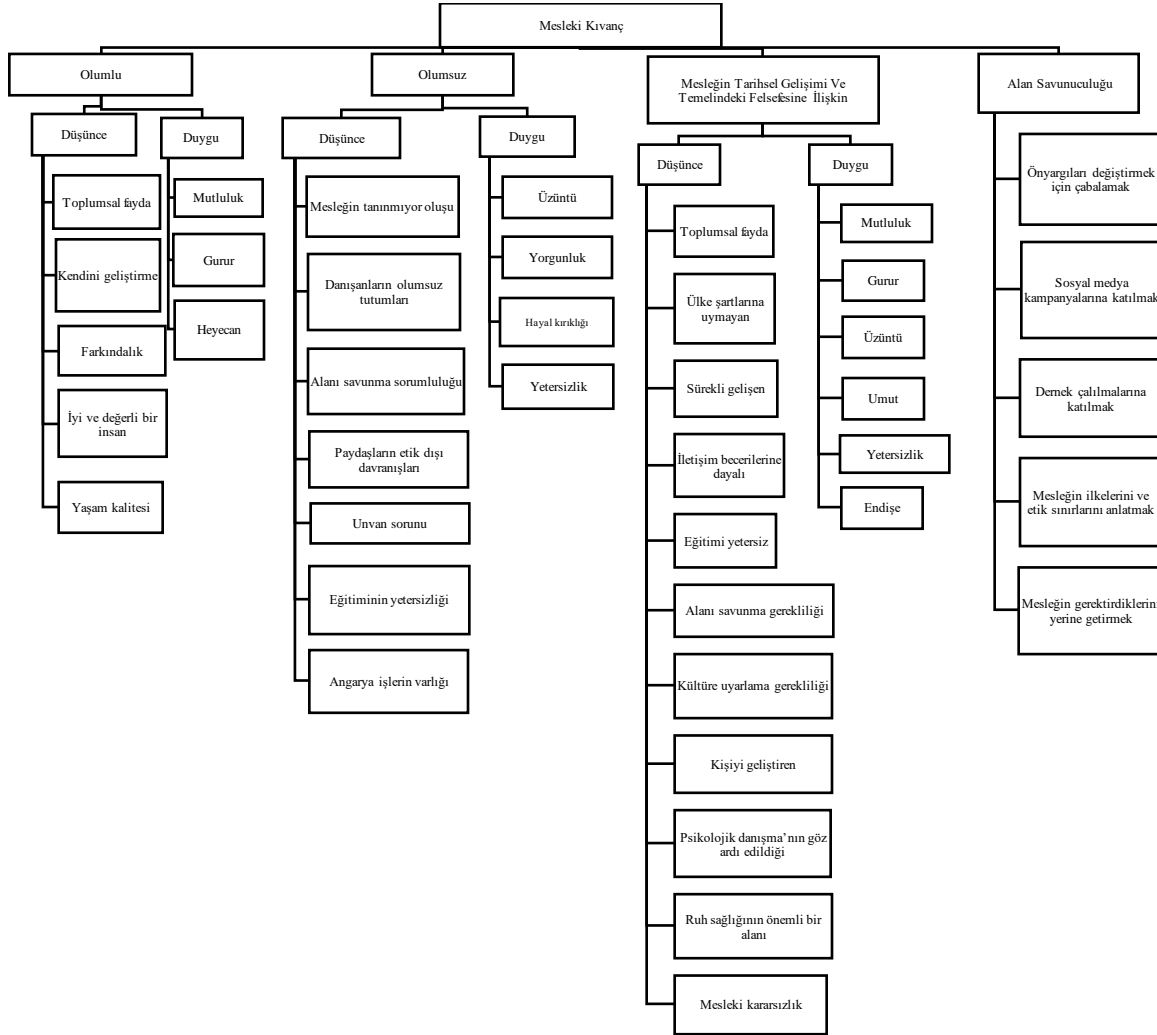 Mesleki Kıvanç
Olumlu
Olumsuz
Mesleğin Tarihsel Gelişimi Ve
Temelindeki Felsefesine İlişkin
Alan Savunuculuğu
Düşünce
Duygu
Toplumsal fayda
Kendini geliştirme
Farkındalık
İyi ve değerli bir
insan
Yaşam kalitesi
Mutluluk
Gurur
Heyecan
Düşünce
Duygu
Mesleğin tanınmıyor oluşu
Danışanların olumsuz
tutumları
Alanı savunma sorumluluğu
Paydaşların etik dışı
davranışları
Unvan sorunu
Eğitiminin yetersizliği
Angarya işlerin varlığı
Üzüntü
Yorgunluk
Hayal kırıklığı
Yetersizlik
Düşünce
Duygu
Toplumsal fayda
Ülke şartlarına
uymayan
Sürekli gelişen
İletişim becerilerine
dayalı
Eğitimi yetersiz
Alanı savunma gerekliliği
Kültüre uyarlama gerekliliği
Kişiyi geliştiren
Psikolojik danışma’nın göz
ardı edildiği
Ruh sağlığının önemli bir
alanı
Mesleki kararsızlık
Mutluluk
Gurur
Üzüntü
Umut
Yetersizlik
Endişe
Önyargıları değiştirmek
için çabalamak
Sosyal medya
kampanyalarına katılmak
Dernek çalılmalarına
katılmak
Mesleğin ilkelerini ve
etik sınırlarını anlatmak
Mesleğin gerektirdiklerin
yerine getirmek